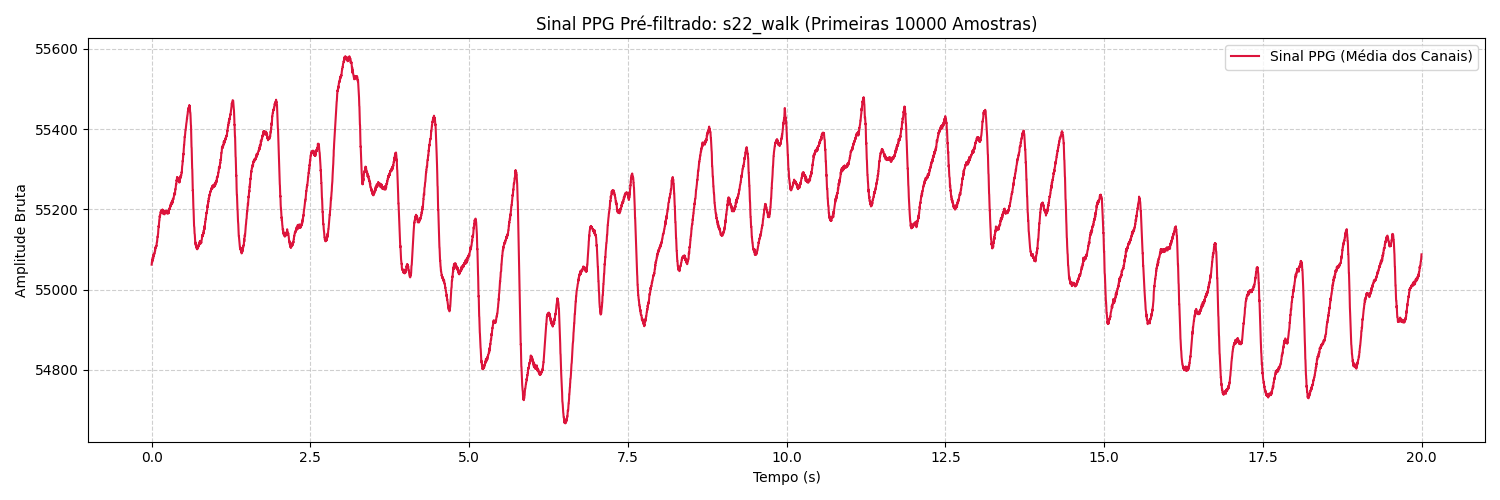 Sinal PPG Pré-filtrado: s22_walk (Primeiras 10000 Amostras)
Sinal PPG (Média dos Canais)
Amplitude Bruta
55600
55400
55200
55000
54800
0.0 2.5 5.0 7.5 10.0 12.5 15.0 17.5 20.0
Tempo (s)